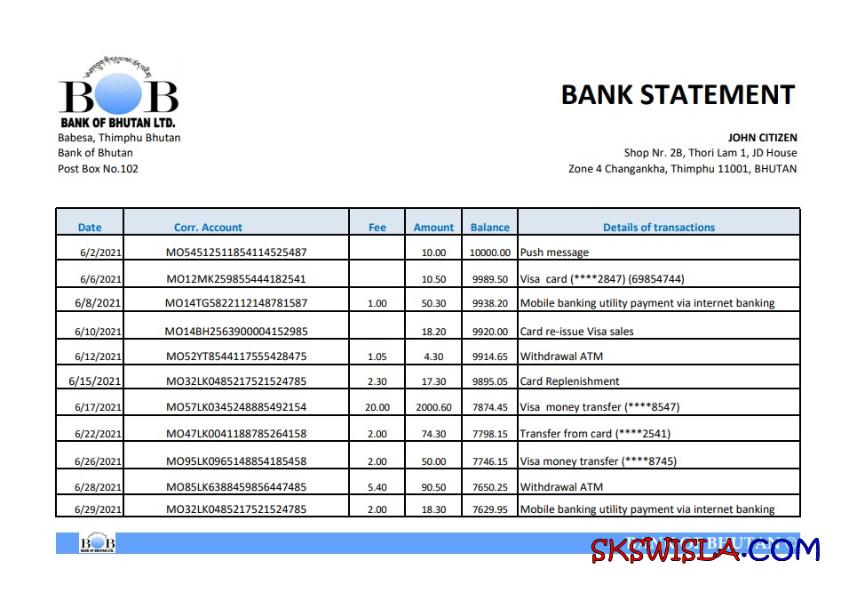 BOB
BANK OF BHUTAN LTD.
Babesa, Thimphu Bhutan
Bank of Bhutan
Post Box No.102
BANK STATEMENT
JOHN CITIZEN
Shop Nr. 2B, Thori Lam 1, JD House
Zone 4 Changankha, Thimphu 11001, BHUTAN
Date Corr. Account Fee Amount Balance Details of transactions
6/2/2021 MO54512511854114525487 10.00 10000.00 Push message
6/6/2021 MO12MK259855444182541 10.50 9989.50 Visa card (****2847) (69854744)
6/8/2021 MO14TG5822112148781587 1.00 50.30 9938.20 Mobile banking utility payment via internet banking
6/10/2021 MO14BH2563900004152985 18.20 9920.00 Card re-issue Visa sales
6/12/2021 MO52YT8544117555428475 1.05 4.30 9914.65 Withdrawal ATM
6/15/2021 MO32LK0485217521524785 2.30 17.30 9895.05 Card Replenishment
6/17/2021 MO57LK0345248885492154 20.00 2000.60 7874.45 Visa money transfer (****8547)
6/22/2021 MO47LK0041188785264158 2.00 74.30 7798.15 Transfer from card (****2541)
6/26/2021 MO95LK0965148854185458 2.00 50.00 7746.15 Visa money transfer (****8745)
6/28/2021 MO85LK6388459856447485 5.40 90.50 7650.25 Withdrawal ATM
6/29/2021 MO32LK0485217521524785 2.00 18.30 7629.95 Mobile banking utility payment via internet banking
BOB
BANK OF BHUTAN LTD.
BANK OF BHUTAN ©
SKSWISLA.COM